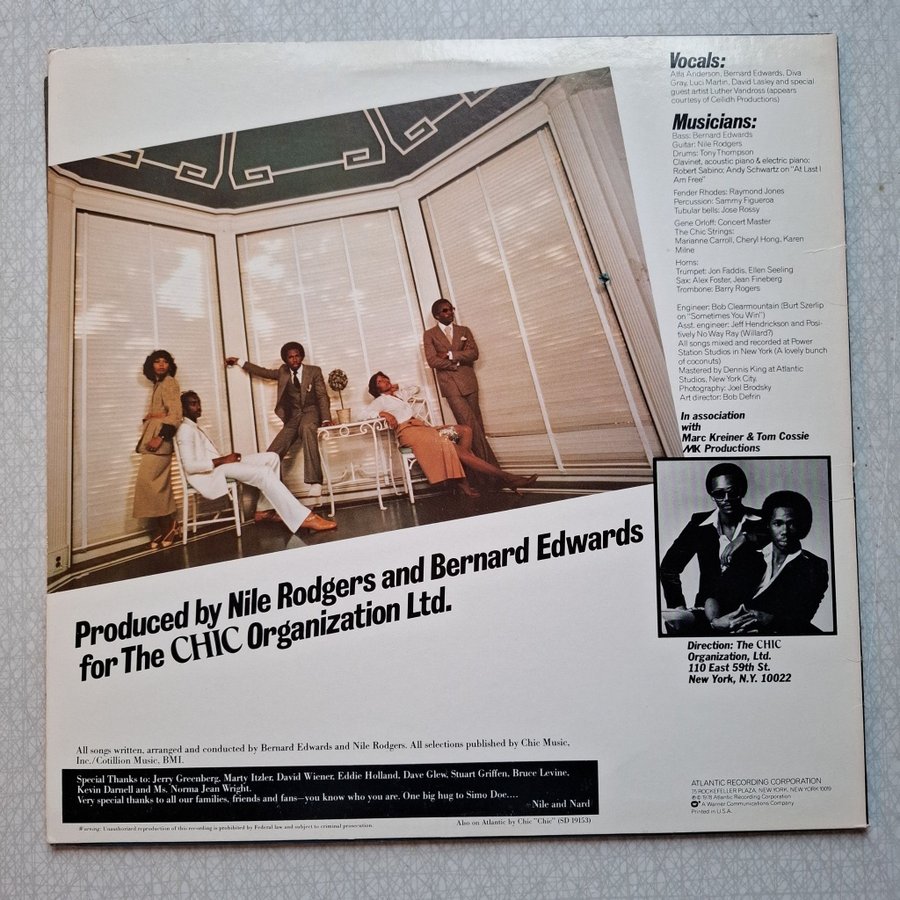 Vocals:
Alfa Anderson, Bernard Edwards, Diva
Gray, Luci Martin, David Lasley and special
guest artist Luther Vandross (appears
courtesy of Ceilidh Productions)
Musicians:
Bass: Bernard Edwards
Guitar: Nile Rodgers
Drums: Tony Thompson
Clavinet, acoustic piano & electric piano:
Robert Sabino; Andy Schwartz on "At Last I
Am Free"
Fender Rhodes: Raymond Jones
Percussion: Sammy Figueroa
Tubular bells: Jose Rossy
Gene Orloff: Concert Master
The Chic Strings:
Marianne Carroll, Cheryl Hong, Karen
Milne
Horns:
Trumpet: Jon Faddis, Ellen Seeling
Sax: Alex Foster, Jean Fineberg
Trombone: Barry Rogers
Engineer: Bob Clearmountain (Burt Szerlip
on "Sometimes You Win")
Asst. engineer: Jeff Hendrickson and Posi-
tively No Way Ray (Willard?)
All songs mixed and recorded at Power
Station Studios in New York (A lovely bunch
of coconuts)
Mastered by Dennis King at Atlantic
Studios, New York City.
Photography: Joel Brodsky
Art director: Bob Defrin
In association
with
Marc Kreiner & Tom Cossie
MK Productions
Produced by Nile Rodgers and Bernard Edwards
for The CHIC Organization Ltd.
Direction: The CHIC
Organization, Ltd.
110 East 59th St.
New York, N.Y. 10022
All songs written, arranged and conducted by Bernard Edwards and Nile Rodgers. All selections published by Chic Music,
Inc./Cotillion Music, BMI.
Special Thanks to: Jerry Greenberg, Marty Itzler, David Wiener, Eddie Holland, Dave Glew, Stuart Griffen, Bruce Levine,
Kevin Darnell and Ms. Norma Jean Wright.
Very special thanks to all our families, friends and fans—you know who you are. One big hug to Simo Doe....
Nile and Nard
Warning: Unauthorized reproduction of this recording is prohibited by Federal law and subject to criminal prosecution.
Also on Atlantic by Chic "Chic" (SD 19153)
ATLANTIC RECORDING CORPORATION
75 ROCKEFELLER PLAZA, NEW YORK, NEW YORK 10019
℗ © 1978 Atlantic Recording Corporation
A Warner Communications Company
Printed in U.S.A.